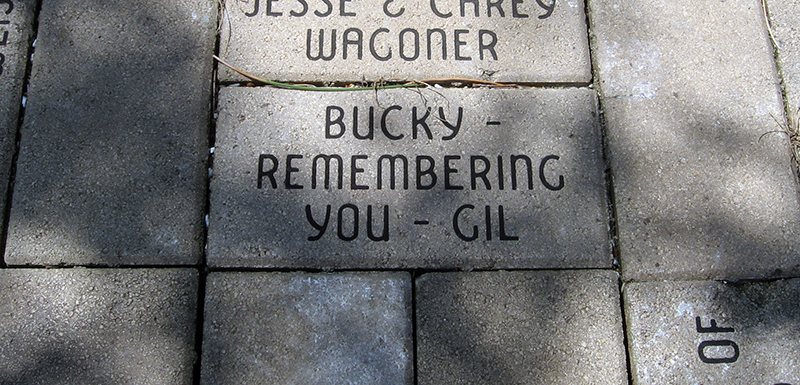 JESSE & CAREY
WAGONER
BUCKY -
REMEMBERING
YOU - GIL
OF